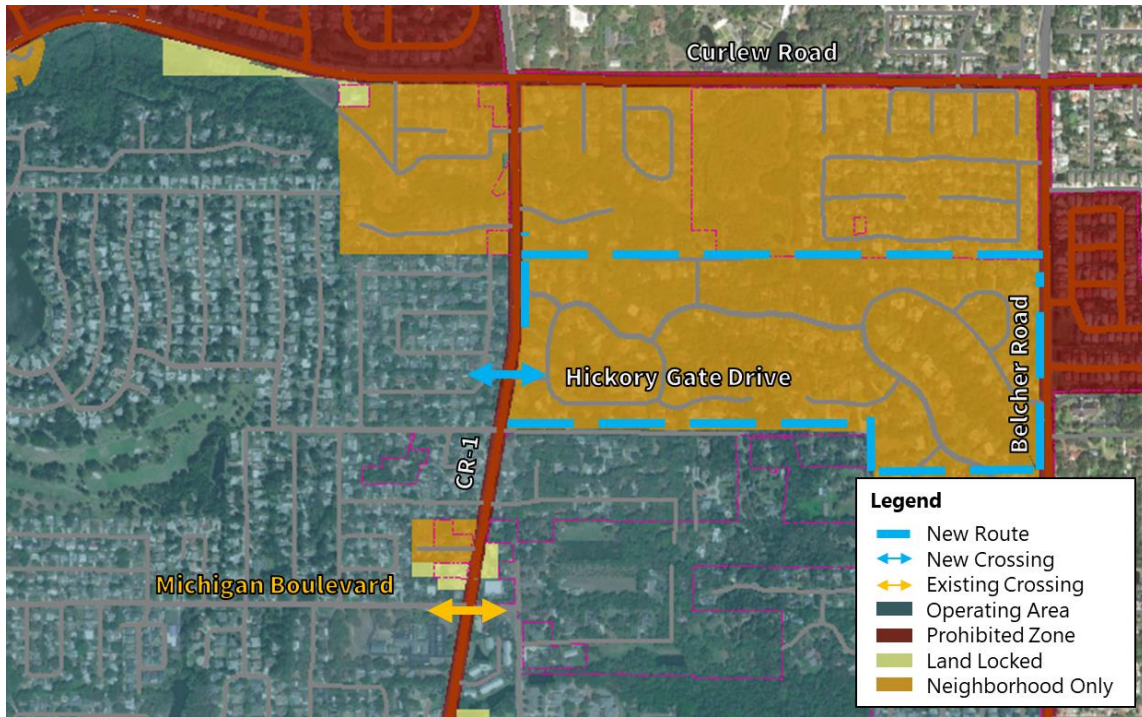 Curlew Road
Hickory Gate Drive
Belcher Road
CR-1
Michigan Boulevard
Legend
New Route
New Crossing
Existing Crossing
Operating Area
Prohibited Zone
Land Locked
Neighborhood Only